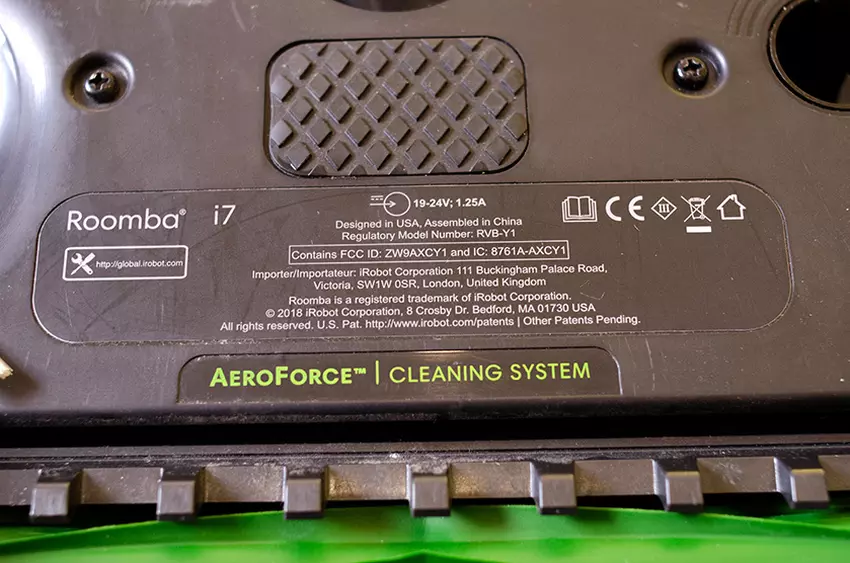 Roomba® i7
19-24V; 1.25A
Designed in USA, Assembled in China
Regulatory Model Number: RVB-Y1
http://global.irobot.com
Contains FCC ID: ZW9AXCY1 and IC: 8761A-AXCY1
Importer/Importateur: iRobot Corporation 111 Buckingham Palace Road,
Victoria, SW1W 0SR, London, United Kingdom
Roomba is a registered trademark of iRobot Corporation.
© 2018 iRobot Corporation, 8 Crosby Dr. Bedford, MA 01730 USA
All rights reserved. U.S. Pat. http://www.irobot.com/patents | Other Patents Pending.
CE
III
AEROFORCE™ | CLEANING SYSTEM